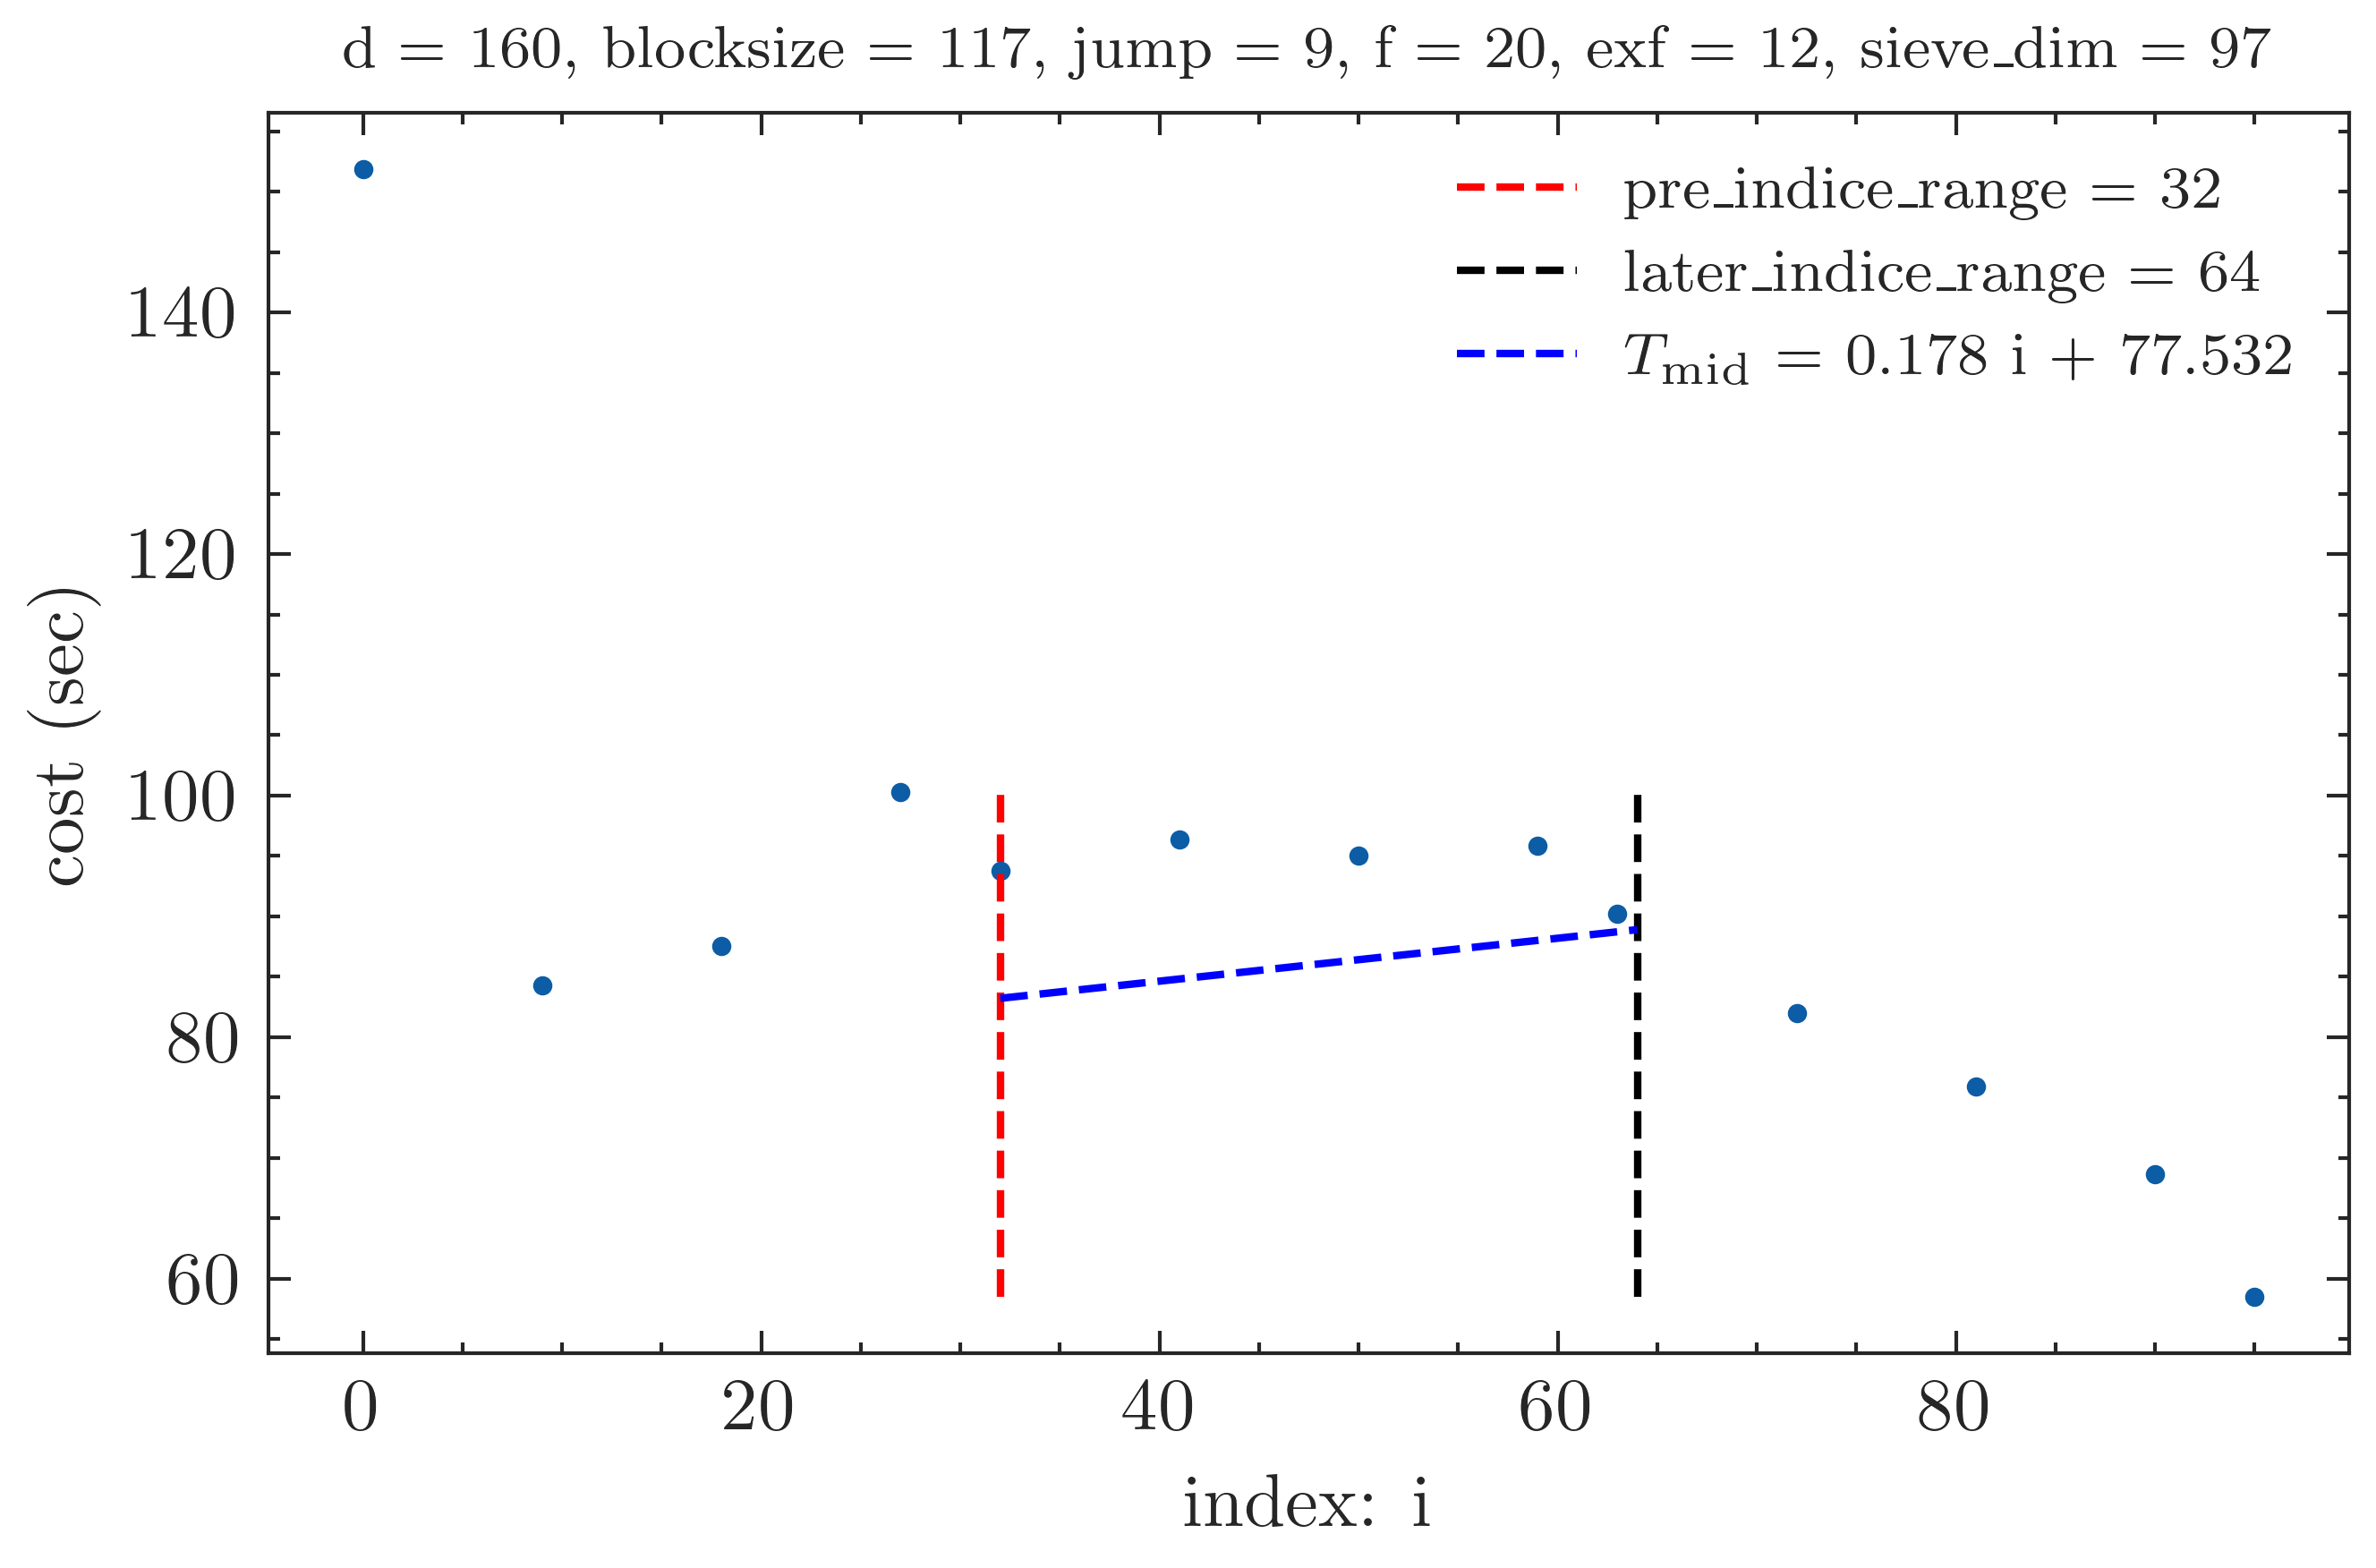 d = 160, blocksize = 117, jump = 9, f = 20, exf = 12, sieve_dim = 97
pre_indice_range = 32
later_indice_range = 64
T_mid = 0.178 i + 77.532
cost (sec)
140
120
100
80
60
0 20 40 60 80
index: i